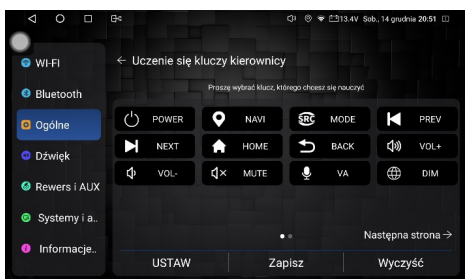 13.4V Sob., 14 grudnia 20:51
WI-FI
Bluetooth
Ogólne
Dźwięk
Rewers i AUX
Systemy i a..
Informacje..
← Uczenie się kluczy kierownicy
Proszę wybrać klucz, którego chcesz się nauczyć
POWER NAVI SRC MODE PREV
NEXT HOME BACK VOL+
VOL- MUTE VA DIM
Następna strona →
USTAW Zapisz Wyczyść